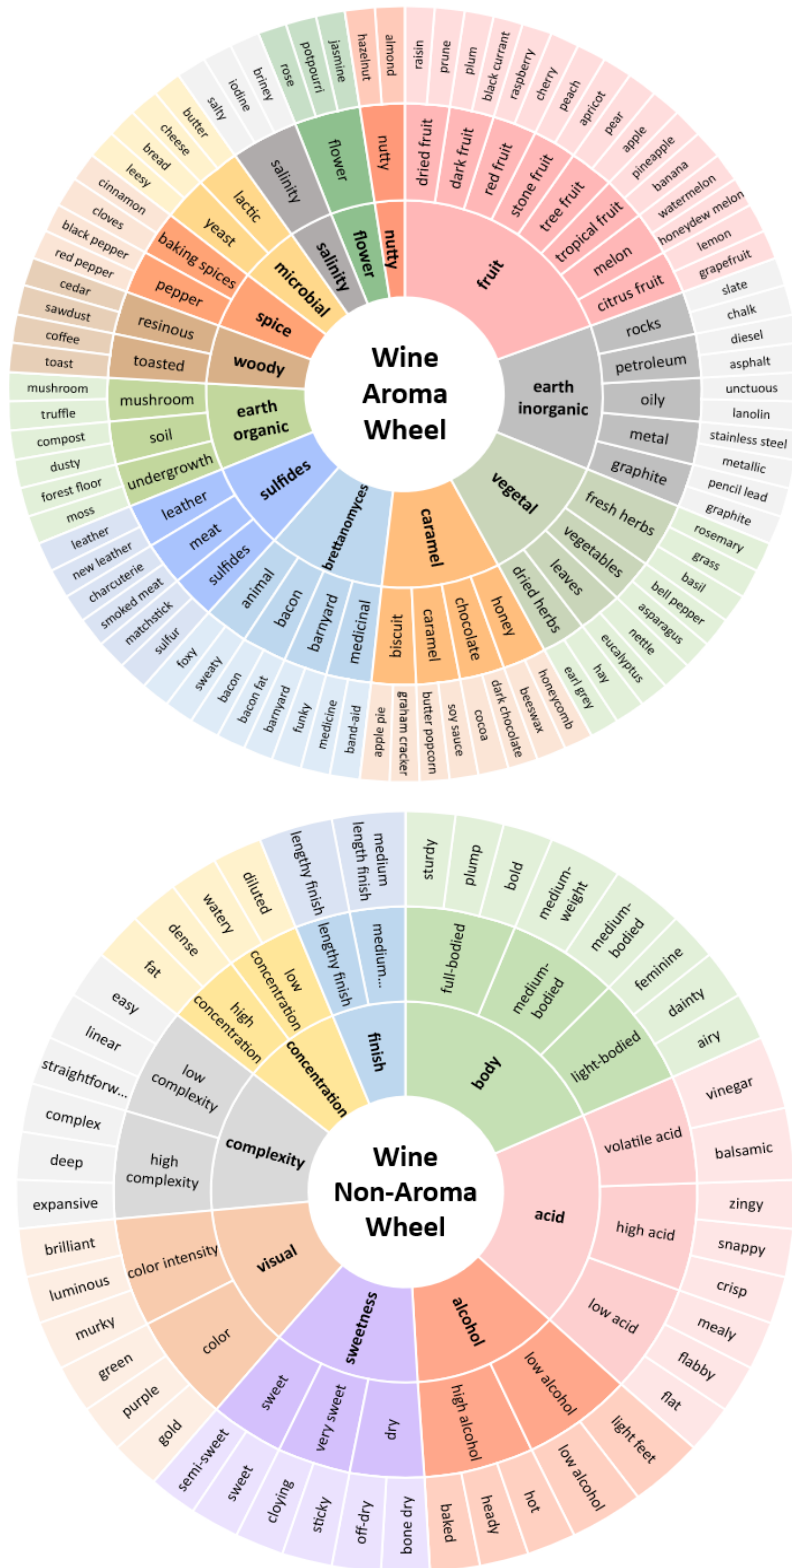 Wine
Aroma
Wheel
fruit
earth
inorganic
vegetal
caramel
brettanomyces
sulfides
earth
organic
woody
spice
microbial
salinity
flower
nutty
dried fruit
dark fruit
red fruit
stone fruit
tree fruit
tropical fruit
melon
citrus fruit
rocks
petroleum
oily
metal
graphite
fresh herbs
vegetables
leaves
dried herbs
honey
chocolate
caramel
biscuit
medicinal
barnyard
bacon
animal
sulfides
meat
leather
undergrowth
soil
mushroom
toasted
resinous
pepper
baking spices
yeast
lactic
salinity
flower
nutty
raisin
prune
plum
black currant
raspberry
cherry
peach
apricot
pear
apple
pineapple
banana
watermelon
honeydew melon
lemon
grapefruit
slate
chalk
diesel
asphalt
unctuous
lanolin
stainless steel
metallic
pencil lead
graphite
rosemary
grass
basil
bell pepper
asparagus
nettle
eucalyptus
hay
earl grey
honeycomb
beeswax
dark chocolate
cocoa
soy sauce
butter popcorn
graham cracker
apple pie
band-aid
medicine
funky
barnyard
bacon fat
bacon
sweaty
foxy
sulfur
matchstick
smoked meat
charcuterie
new leather
leather
moss
forest floor
dusty
compost
truffle
mushroom
toast
coffee
sawdust
cedar
red pepper
black pepper
cloves
cinnamon
leesy
bread
cheese
butter
salty
iodine
briney
rose
potpourri
jasmine
hazelnut
almond
Wine
Non-Aroma
Wheel
body
acid
alcohol
sweetness
visual
complexity
concentration
finish
full-bodied
medium-
bodied
light-bodied
volatile acid
high acid
low acid
low alcohol
high alcohol
dry
very sweet
sweet
color
color intensity
high
complexity
low
complexity
high
concentration
low
concentration
lengthy finish
medium...
sturdy
plump
bold
medium-
weight
medium-
bodied
feminine
dainty
airy
vinegar
balsamic
zingy
snappy
crisp
mealy
flabby
flat
light feet
low alcohol
hot
heady
baked
bone dry
off-dry
sticky
cloying
sweet
semi-sweet
gold
purple
green
murky
luminous
brilliant
expansive
deep
complex
straightforw...
linear
easy
fat
dense
watery
diluted
lengthy finish
medium
length finish